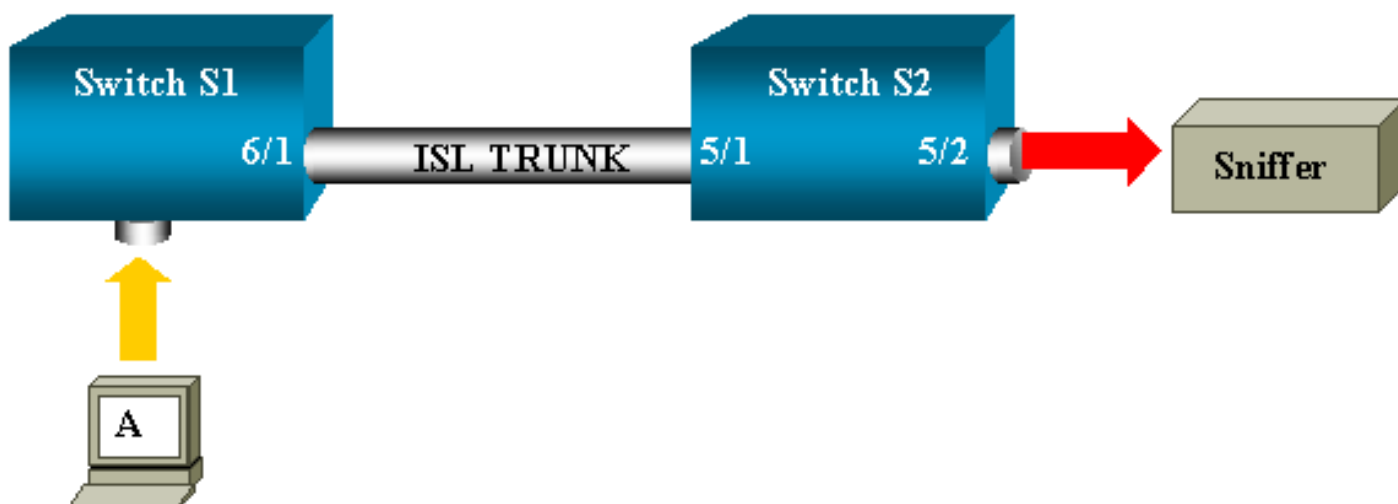 Switch S1
Switch S2
6/1
ISL TRUNK
5/1
5/2
Sniffer
A